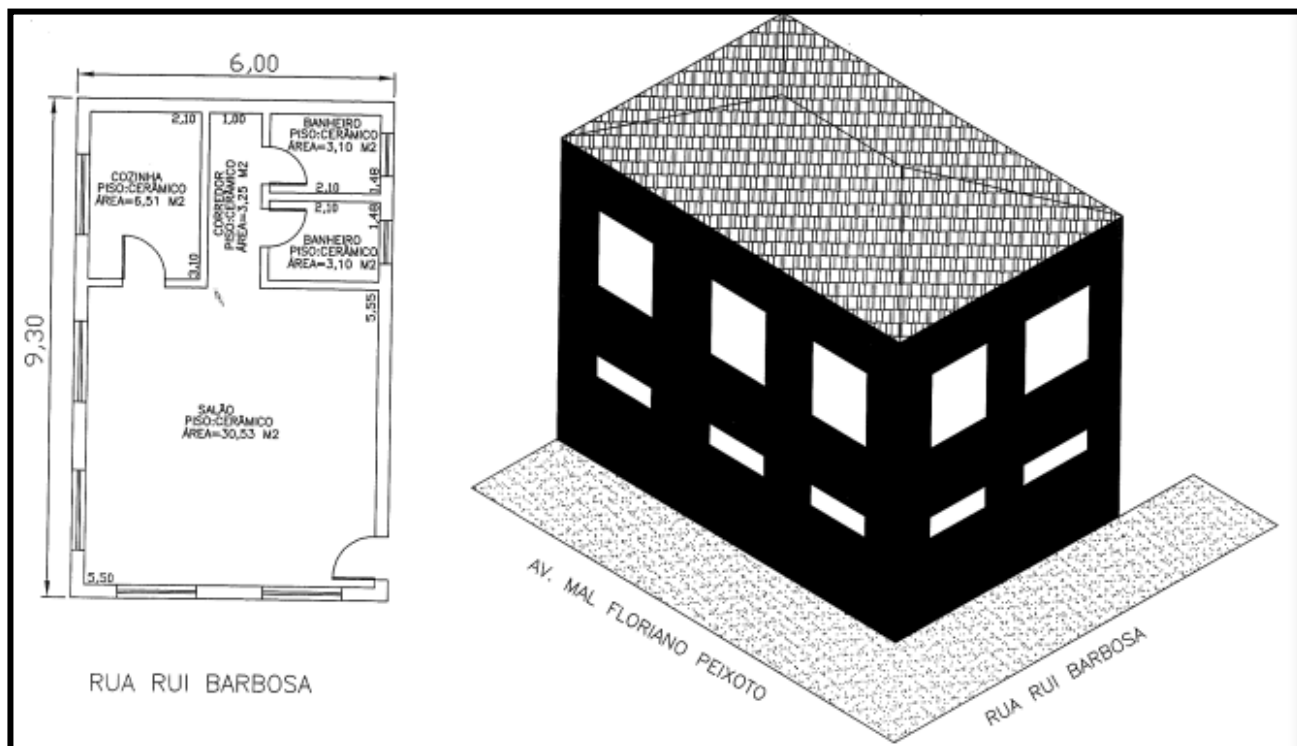 6,00
9,30
2,10
COZINHA
PISO:CERÂMICO
ÁREA=6,51 M2
3,10
1,00
CORREDOR
PISO:CERÂMICO
ÁREA=3,25 M2
BANHEIRO
PISO:CERÂMICO
ÁREA=3,10 M2
2,10
1,48
2,10
1,48
BANHEIRO
PISO:CERÂMICO
ÁREA=3,10 M2
5,55
SALÃO
PISO:CERÂMICO
ÁREA=30,53 M2
5,50
RUA RUI BARBOSA
AV. MAL FLORIANO PEIXOTO
RUA RUI BARBOSA